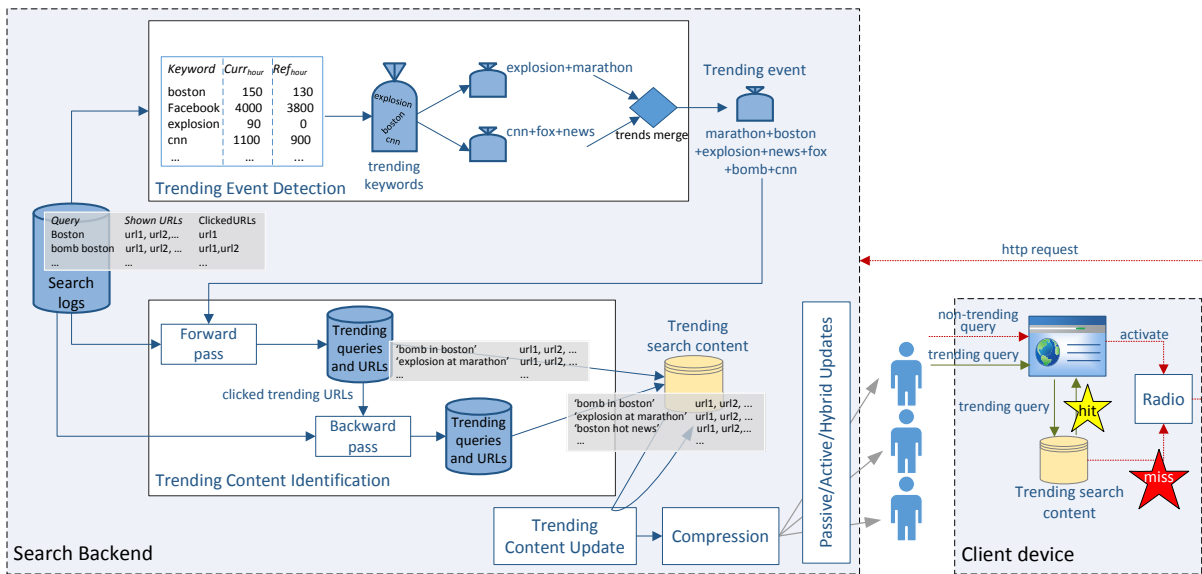 Keyword Curr_hour Ref_hour
boston 150 130
Facebook 4000 3800
explosion 90 0
cnn 1100 900
... ... ...
explosion
boston
cnn
trending
keywords
explosion+marathon
cnn+fox+news
trends merge
Trending event
marathon+boston
+explosion+news+fox
+bomb+cnn
Trending Event Detection
Query Shown URLs ClickedURLs
Boston url1, url2,... url1
bomb boston url1, url2, ... url1,url2
... ... ...
Search
logs
Forward
pass
Trending
queries
and URLs
'bomb in boston' url1, url2, ...
'explosion at marathon' url1, url2, ...
... ...
clicked trending URLs
Backward
pass
Trending
queries
and URLs
Trending
search content
'bomb in boston' url1, url2, ...
'explosion at marathon' url1, url2, ...
'boston hot news' url1, url2,...
... ...
Trending Content Identification
Trending
Content Update
Compression
Passive/Active/Hybrid Updates
Search Backend
http request
non-trending
query
trending query
activate
Radio
trending query
hit
miss
Trending search
content
Client device